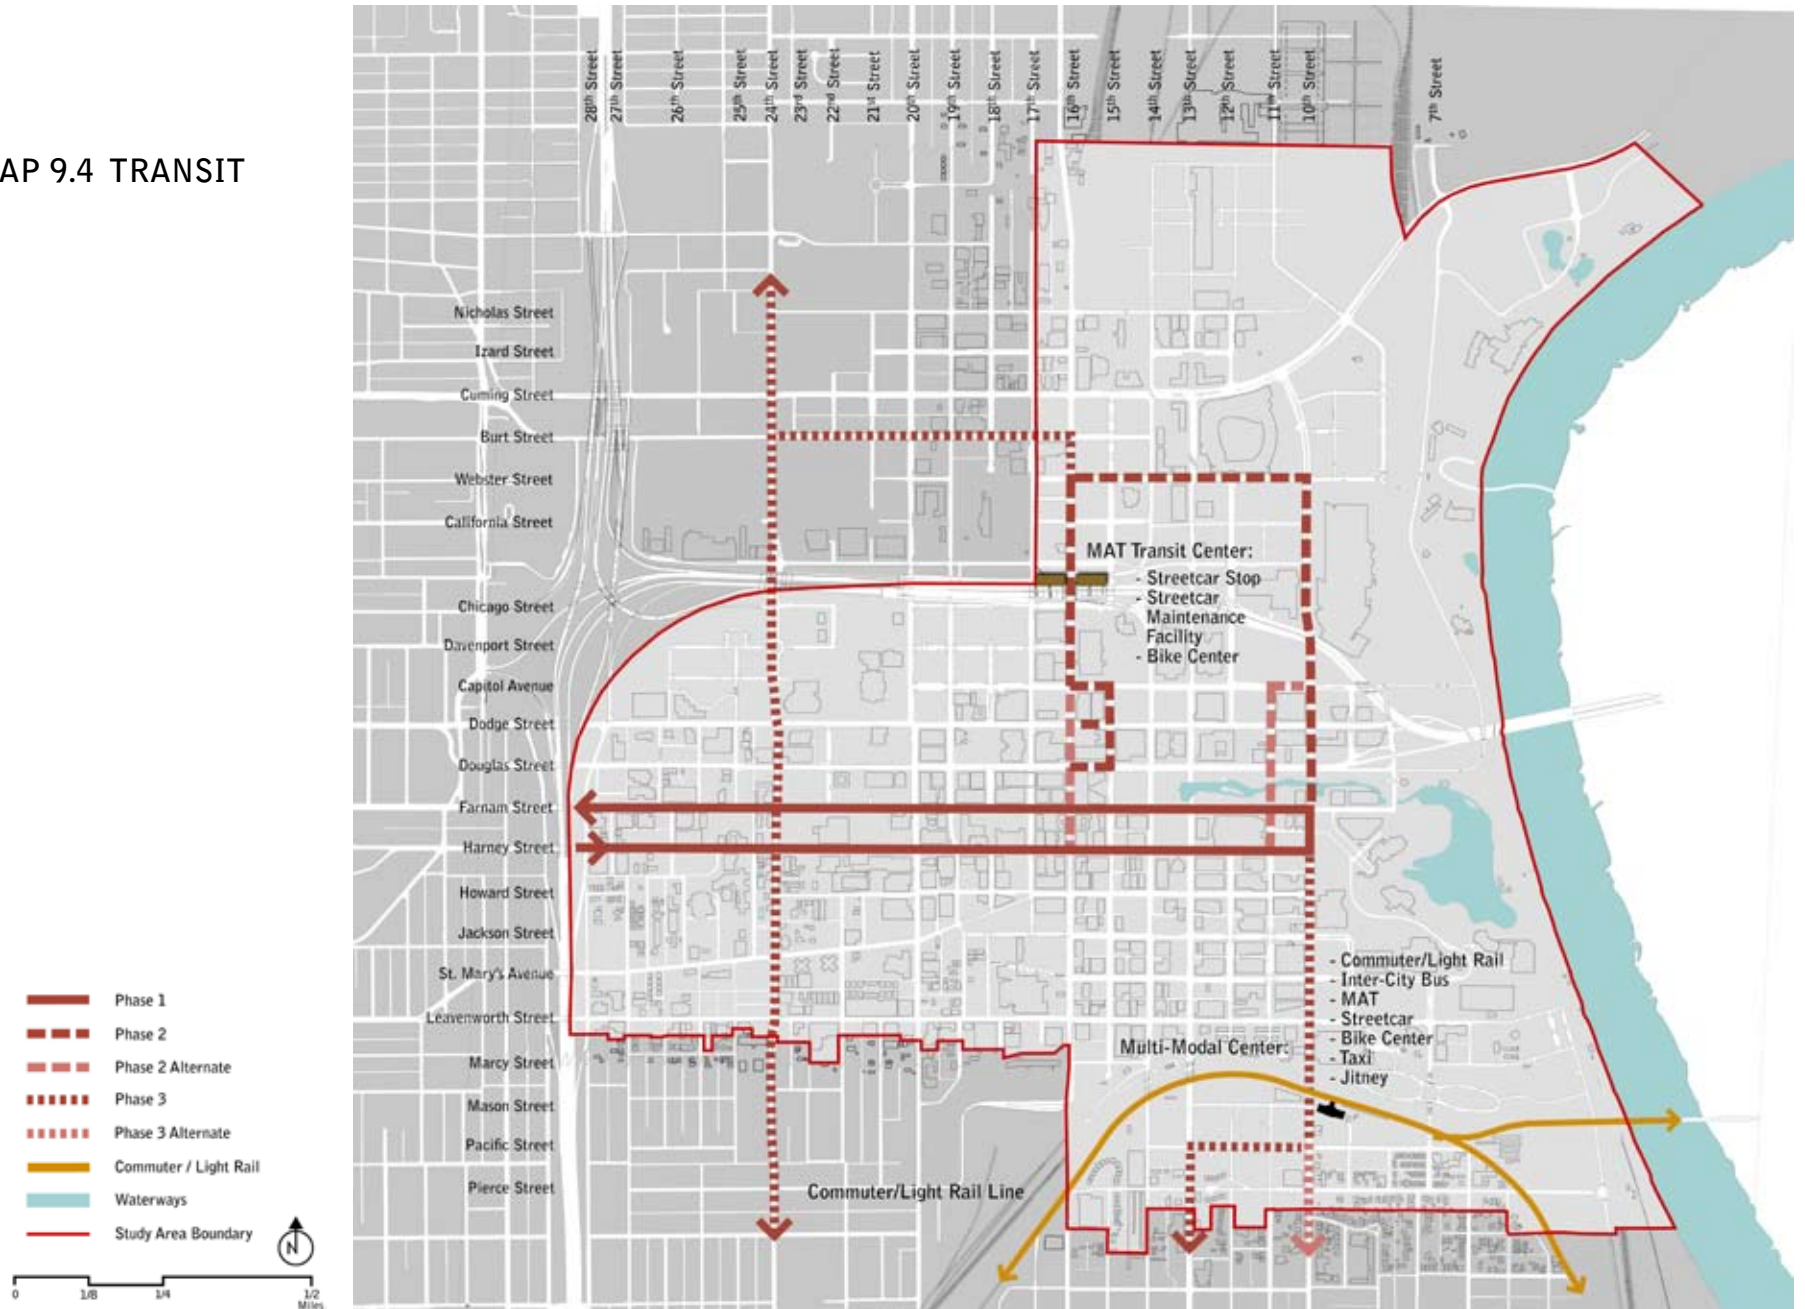 AP 9.4 TRANSIT
28th Street
27th Street
26th Street
25th Street
24th Street
23rd Street
22nd Street
21st Street
20th Street
19th Street
18th Street
17th Street
16th Street
15th Street
14th Street
13th Street
12th Street
11th Street
10th Street
7th Street
Nicholas Street
Izard Street
Cuming Street
Burt Street
Webster Street
California Street
Chicago Street
Davenport Street
Capitol Avenue
Dodge Street
Douglas Street
Farnam Street
Harney Street
Howard Street
Jackson Street
St. Mary's Avenue
Leavenworth Street
Marcy Street
Mason Street
Pacific Street
Pierce Street
MAT Transit Center:
- Streetcar Stop
- Streetcar
Maintenance
Facility
- Bike Center
Multi-Modal Center:
- Commuter/Light Rail
- Inter-City Bus
- MAT
- Streetcar
- Bike Center
- Taxi
- Jitney
Commuter/Light Rail Line
Phase 1
Phase 2
Phase 2 Alternate
Phase 3
Phase 3 Alternate
Commuter / Light Rail
Waterways
Study Area Boundary
N
0 1/8 1/4 1/2
Miles